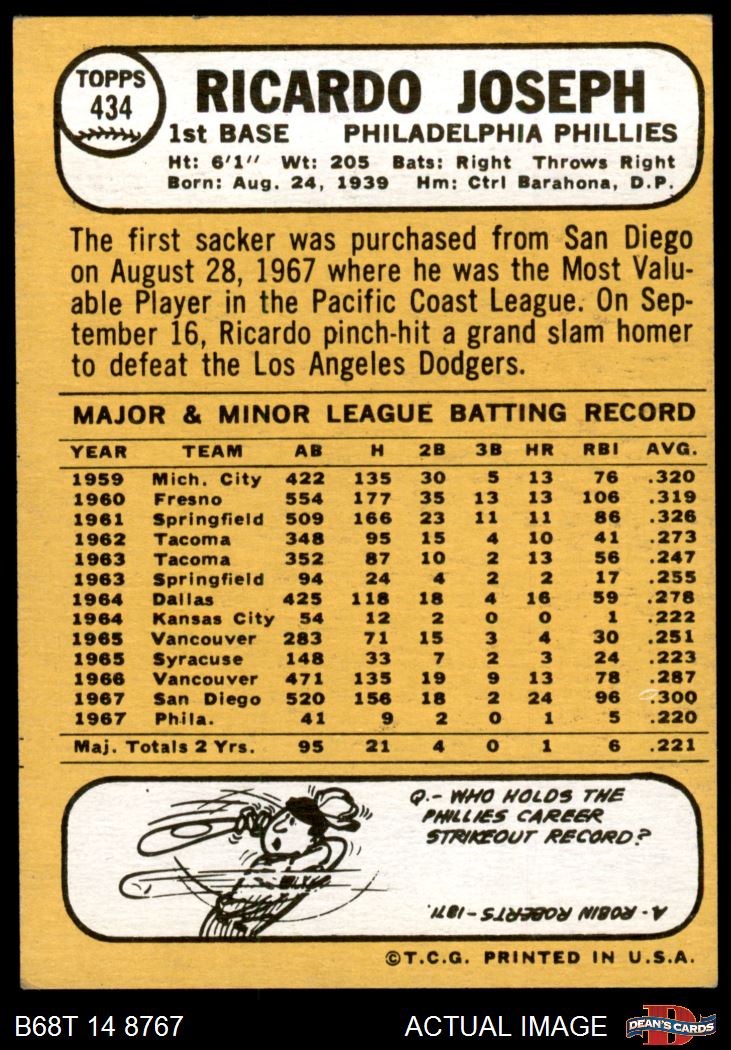 TOPPS
434
RICARDO JOSEPH
1st BASE PHILADELPHIA PHILLIES
Ht: 6'1" Wt: 205 Bats: Right Throws Right
Born: Aug. 24, 1939 Hm: Ctrl Barahona, D.P.
The first sacker was purchased from San Diego
on August 28, 1967 where he was the Most Valu-
able Player in the Pacific Coast League. On Sep-
tember 16, Ricardo pinch-hit a grand slam homer
to defeat the Los Angeles Dodgers.
MAJOR & MINOR LEAGUE BATTING RECORD
YEAR TEAM AB H 2B 3B HR RBI AVG.
1959 Mich. City 422 135 30 5 13 76 .320
1960 Fresno 554 177 35 13 13 106 .319
1961 Springfield 509 166 23 11 11 86 .326
1962 Tacoma 348 95 15 4 10 41 .273
1963 Tacoma 352 87 10 2 13 56 .247
1963 Springfield 94 24 4 2 2 17 .255
1964 Dallas 425 118 18 4 16 59 .278
1964 Kansas City 54 12 2 0 0 1 .222
1965 Vancouver 283 71 15 3 4 30 .251
1965 Syracuse 148 33 7 2 3 24 .223
1966 Vancouver 471 135 19 9 13 78 .287
1967 San Diego 520 156 18 2 24 96 .300
1967 Phila. 41 9 2 0 1 5 .220
Maj. Totals 2 Yrs. 95 21 4 0 1 6 .221
Q.- WHO HOLDS THE
PHILLIES CAREER
STRIKEOUT RECORD?
A.- ROBIN ROBERTS - 1871.
©T.C.G. PRINTED IN U.S.A.
B68T 14 8767 ACTUAL IMAGE
D
DEAN'S CARDS